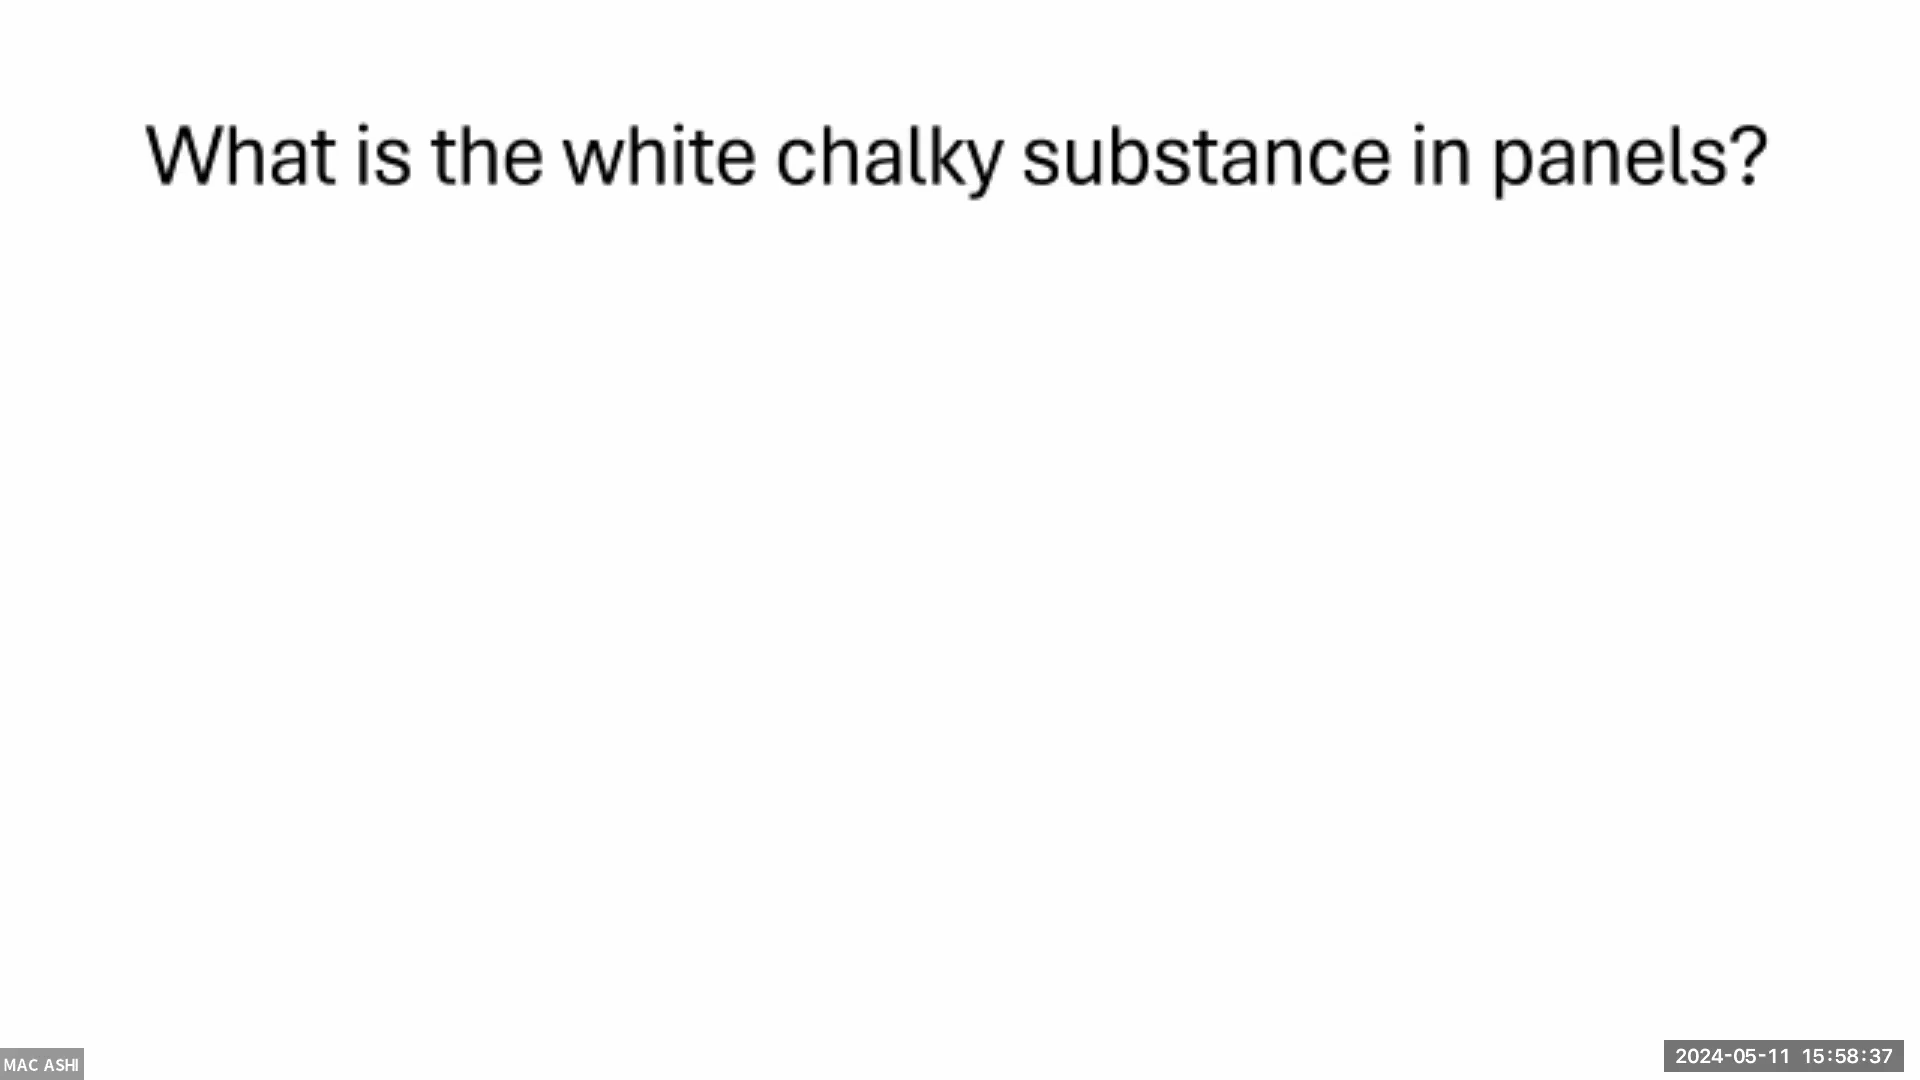 What is the white chalky substance in panels?
MAC ASHI
2024-05-11 15:58:37